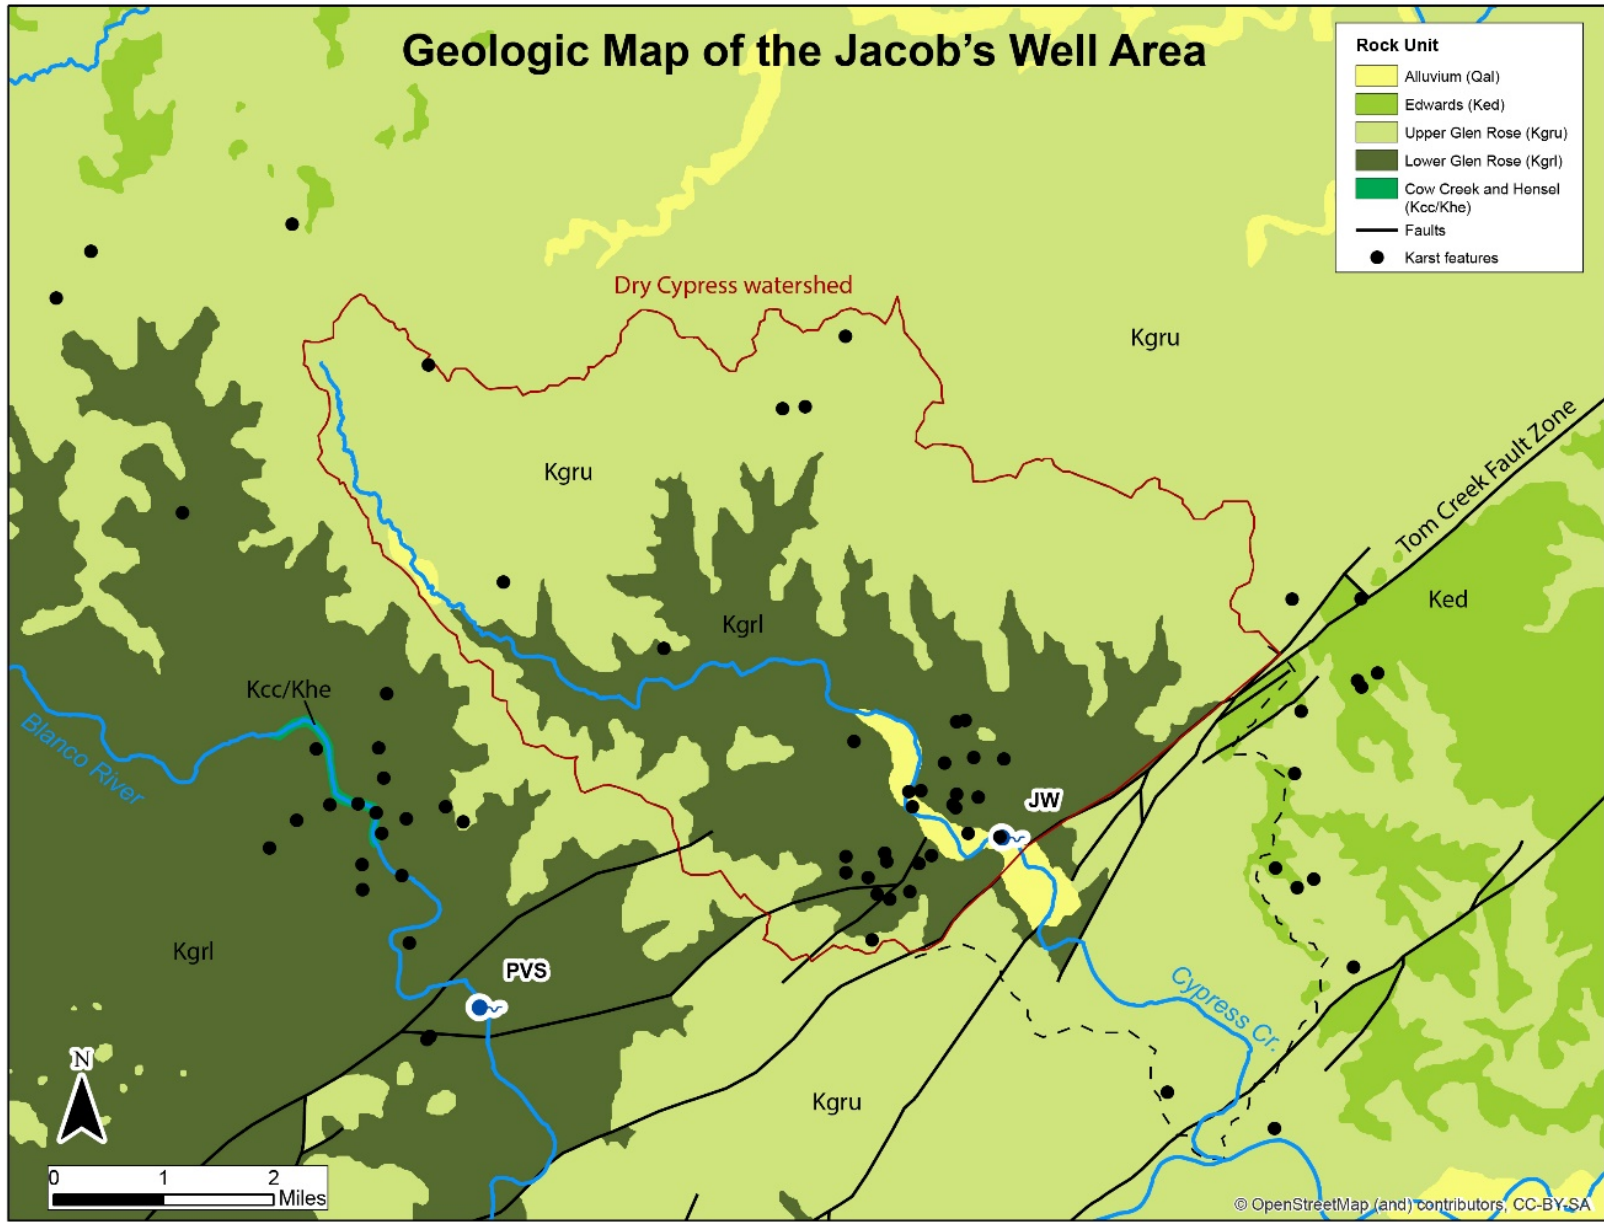 Geologic Map of the Jacob's Well Area
Rock Unit
Alluvium (Qal)
Edwards (Ked)
Upper Glen Rose (Kgru)
Lower Glen Rose (Kgrl)
Cow Creek and Hensel
(Kcc/Khe)
Faults
Karst features
Dry Cypress watershed
Kgru
Tom Creek Fault Zone
Kgru
Ked
Kgrl
Kcc/Khe
Blanco River
JW
Kgrl
PVS
Cypress Cr.
Kgru
N
0 1 2
Miles
© OpenStreetMap (and) contributors, CC-BY-SA